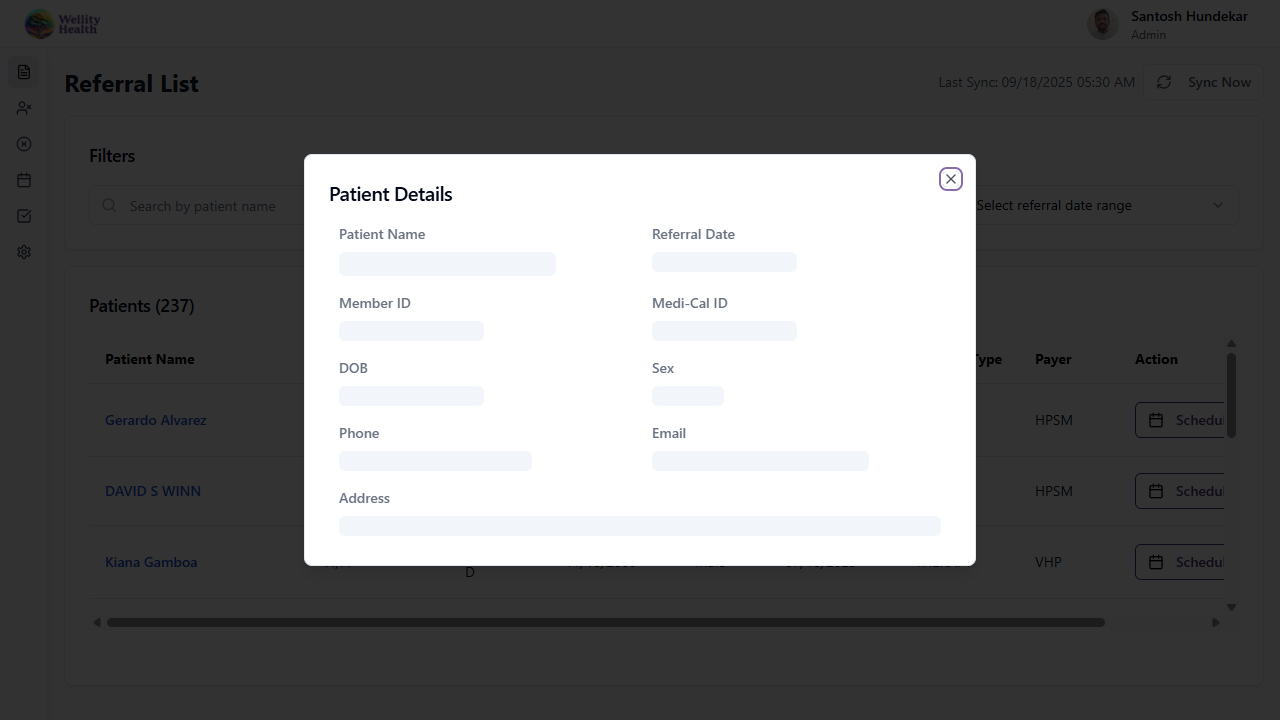 Wellity
Health
Santosh Hundekar
Admin
Referral List
Last Sync: 09/18/2025 05:30 AM
Sync Now
Filters
Search by patient name
Select referral date range
Patient Details
Patient Name
Referral Date
Member ID
Medi-Cal ID
DOB
Sex
Phone
Email
Address
Patients (237)
Patient Name
Type
Payer
Action
Gerardo Alvarez
HPSM
Schedu
DAVID S WINN
HPSM
Schedu
Kiana Gamboa
D
VHP
Schedu